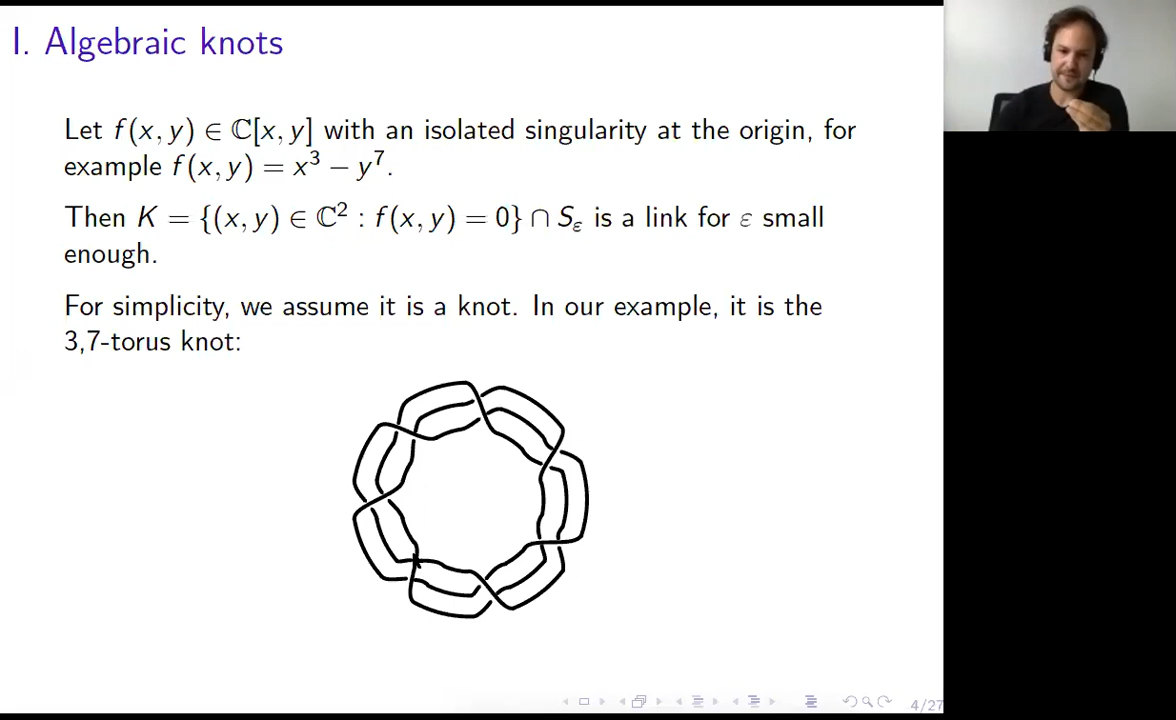 I. Algebraic knots
Let f(x, y) ∈ ℂ[x, y] with an isolated singularity at the origin, for
example f(x, y) = x³ − y⁷.
Then K = {(x, y) ∈ ℂ² : f(x, y) = 0} ∩ Sε is a link for ε small
enough.
For simplicity, we assume it is a knot. In our example, it is the
3,7-torus knot:
4/27